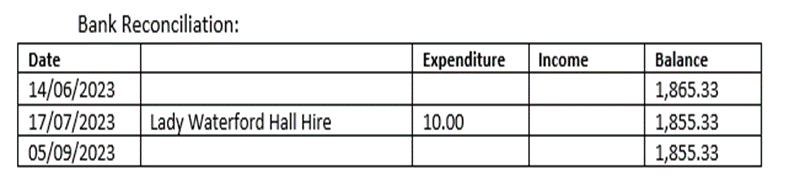 Bank Reconciliation:
Date Expenditure Income Balance
14/06/2023 1,865.33
17/07/2023 Lady Waterford Hall Hire 10.00 1,855.33
05/09/2023 1,855.33